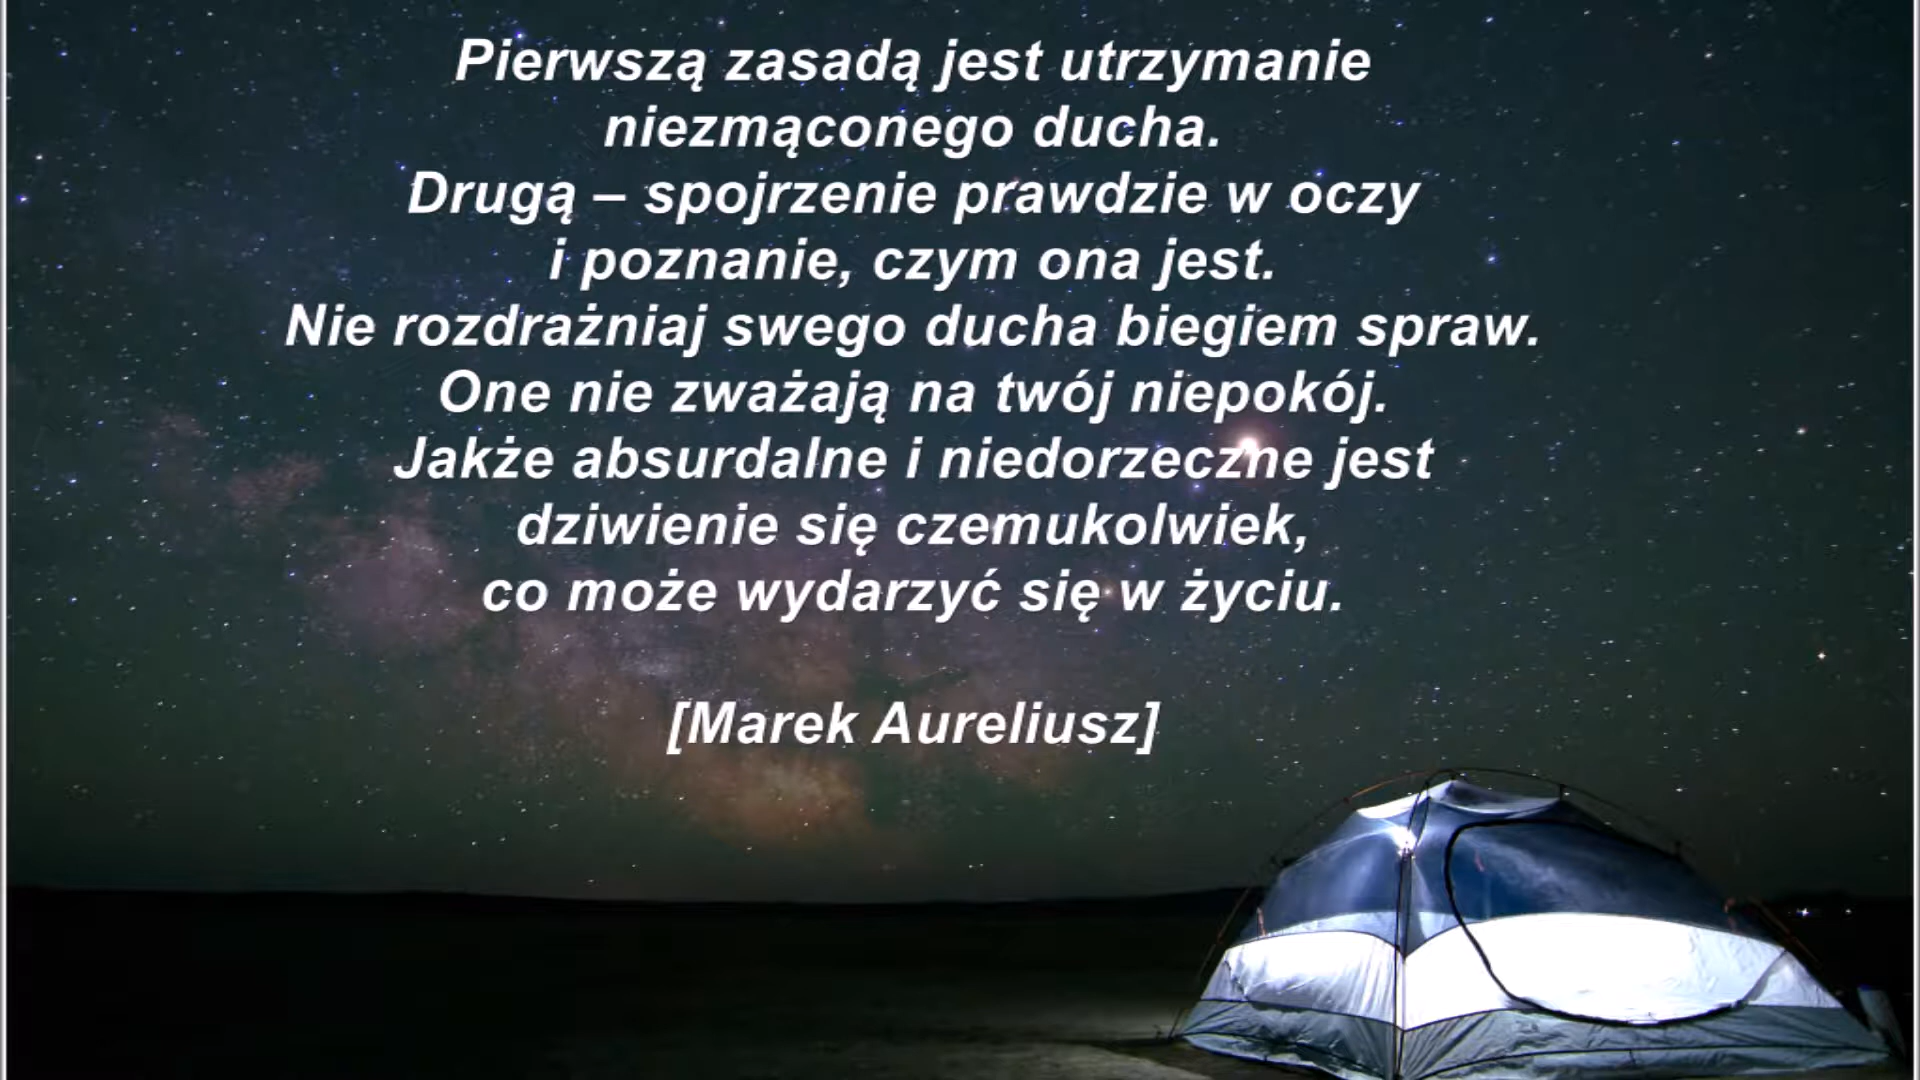 Pierwszą zasadą jest utrzymanie
niezmąconego ducha.
Drugą – spojrzenie prawdzie w oczy
i poznanie, czym ona jest.
Nie rozdrażniaj swego ducha biegiem spraw.
One nie zważają na twój niepokój.
Jakże absurdalne i niedorzeczne jest
dziwienie się czemukolwiek,
co może wydarzyć się w życiu.
[Marek Aureliusz]